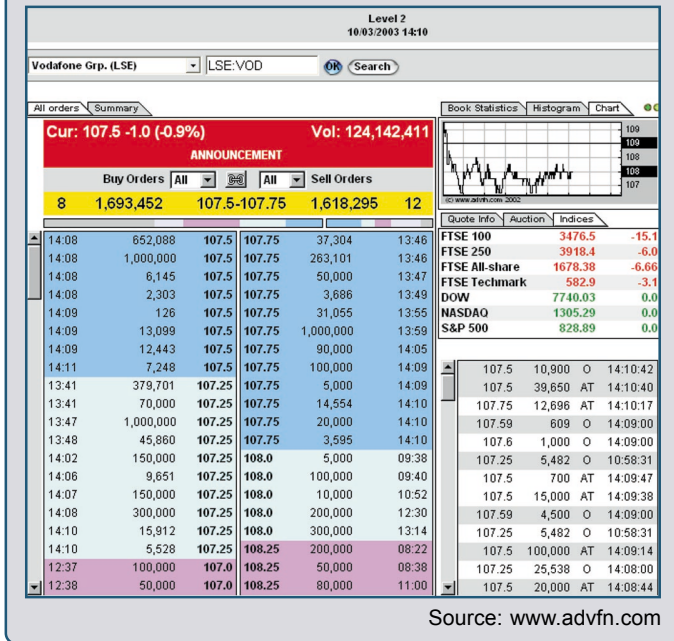 Level 2
10/03/2003 14:10
Vodafone Grp. (LSE) LSE:VOD OK Search
All orders Summary
Cur: 107.5 -1.0 (-0.9%) Vol: 124,142,411
ANNOUNCEMENT
Buy Orders All All Sell Orders
8 1,693,452 107.5-107.75 1,618,295 12
14:08 652,088 107.5 107.75 37,304 13:46
14:08 1,000,000 107.5 107.75 263,101 13:46
14:08 6,145 107.5 107.75 50,000 13:47
14:08 2,303 107.5 107.75 3,686 13:49
14:09 126 107.5 107.75 31,055 13:55
14:09 13,099 107.5 107.75 1,000,000 13:59
14:09 12,443 107.5 107.75 90,000 14:05
14:11 7,248 107.5 107.75 100,000 14:09
13:41 379,701 107.25 107.75 5,000 14:09
13:41 70,000 107.25 107.75 14,554 14:10
13:47 1,000,000 107.25 107.75 20,000 14:10
13:48 45,860 107.25 107.75 3,595 14:10
14:02 150,000 107.25 108.0 5,000 09:38
14:06 9,651 107.25 108.0 100,000 09:40
14:07 150,000 107.25 108.0 10,000 10:52
14:08 300,000 107.25 108.0 200,000 12:30
14:10 15,912 107.25 108.0 300,000 13:14
14:10 5,528 107.25 108.25 200,000 08:22
12:37 100,000 107.0 108.25 50,000 08:38
12:38 50,000 107.0 108.25 80,000 11:00
Book Statistics Histogram Chart
109
109
108
108
107
(c) www.advfn.com 2002
Quote Info Auction Indices
FTSE 100 3476.5 -15.1
FTSE 250 3918.4 -6.0
FTSE All-share 1678.38 -6.66
FTSE Techmark 582.9 -3.1
DOW 7740.03 0.0
NASDAQ 1305.29 0.0
S&P 500 828.89 0.0
107.5 10,900 O 14:10:42
107.5 39,650 AT 14:10:40
107.75 12,696 AT 14:10:17
107.59 609 O 14:09:00
107.6 1,000 O 14:09:00
107.25 5,482 O 10:58:31
107.5 700 AT 14:09:47
107.5 15,000 AT 14:09:38
107.59 4,500 O 14:09:00
107.25 5,482 O 10:58:31
107.5 100,000 AT 14:09:14
107.25 25,538 O 14:08:00
107.5 20,000 AT 14:08:44
Source: www.advfn.com